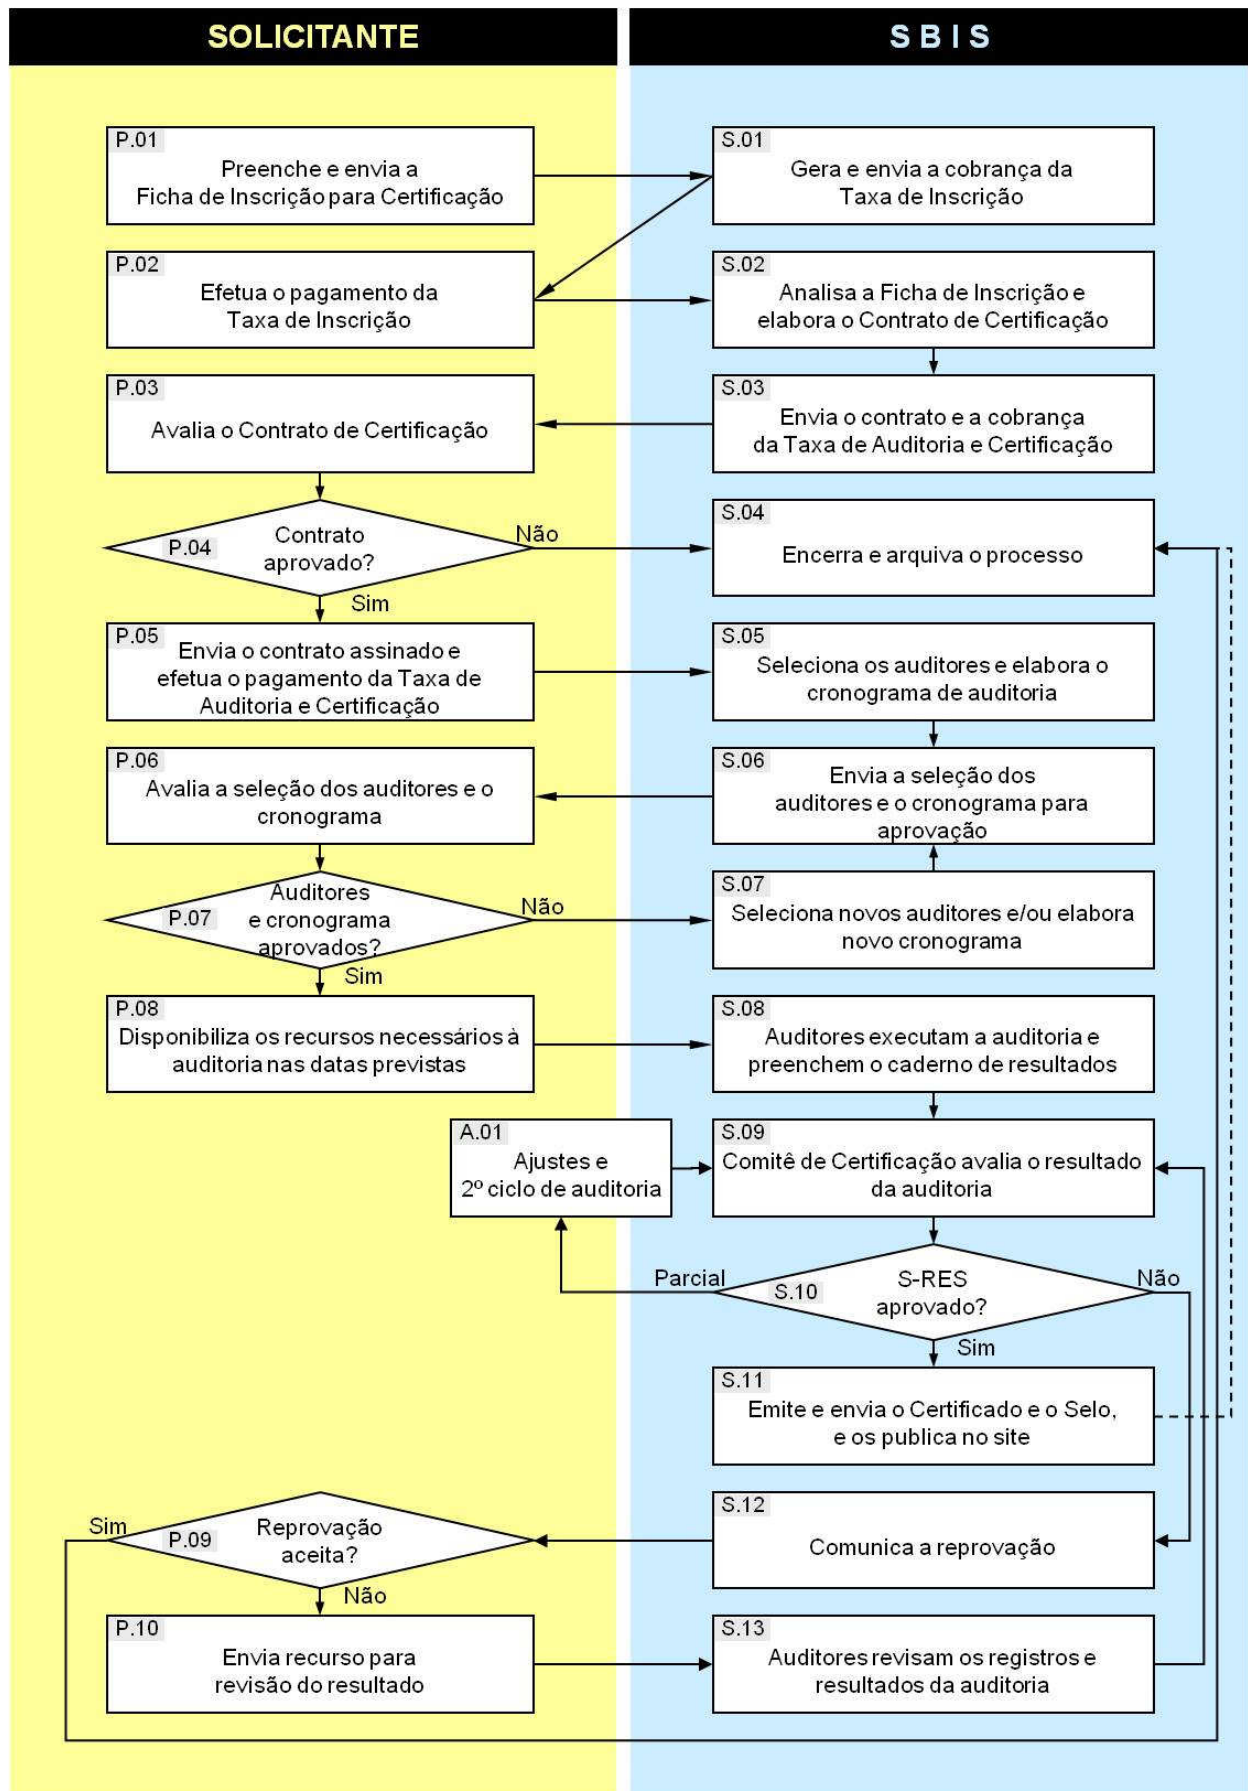 SOLICITANTE
S B I S
P.01
Preenche e envia a
Ficha de Inscrição para Certificação
S.01
Gera e envia a cobrança da
Taxa de Inscrição
P.02
Efetua o pagamento da
Taxa de Inscrição
S.02
Analisa a Ficha de Inscrição e
elabora o Contrato de Certificação
P.03
Avalia o Contrato de Certificação
S.03
Envia o contrato e a cobrança
da Taxa de Auditoria e Certificação
P.04
Contrato
aprovado?
Não
Sim
S.04
Encerra e arquiva o processo
P.05
Envia o contrato assinado e
efetua o pagamento da Taxa de
Auditoria e Certificação
S.05
Seleciona os auditores e elabora o
cronograma de auditoria
P.06
Avalia a seleção dos auditores e o
cronograma
S.06
Envia a seleção dos
auditores e o cronograma para
aprovação
P.07
Auditores
e cronograma
aprovados?
Não
Sim
S.07
Seleciona novos auditores e/ou elabora
novo cronograma
P.08
Disponibiliza os recursos necessários à
auditoria nas datas previstas
S.08
Auditores executam a auditoria e
preenchem o caderno de resultados
A.01
Ajustes e
2º ciclo de auditoria
S.09
Comitê de Certificação avalia o resultado
da auditoria
Parcial
S.10
S-RES
aprovado?
Não
Sim
S.11
Emite e envia o Certificado e o Selo,
e os publica no site
Sim
P.09
Reprovação
aceita?
Não
S.12
Comunica a reprovação
P.10
Envia recurso para
revisão do resultado
S.13
Auditores revisam os registros e
resultados da auditoria